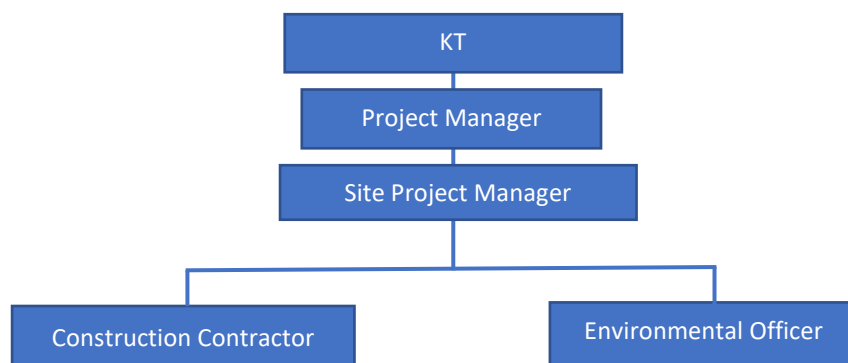 KT
Project Manager
Site Project Manager
Construction Contractor
Environmental Officer